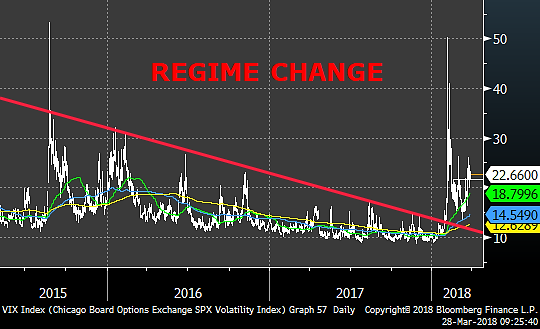 50
REGIME CHANGE
40
30
22.6600
20
18.7996
14.5490
12.6289
10
2015 2016 2017 2018
VIX Index (Chicago Board Options Exchange SPX Volatility Index) Graph 57 Daily Copyright© 2018 Bloomberg Finance L.P.
28-Mar-2018 09:25:40